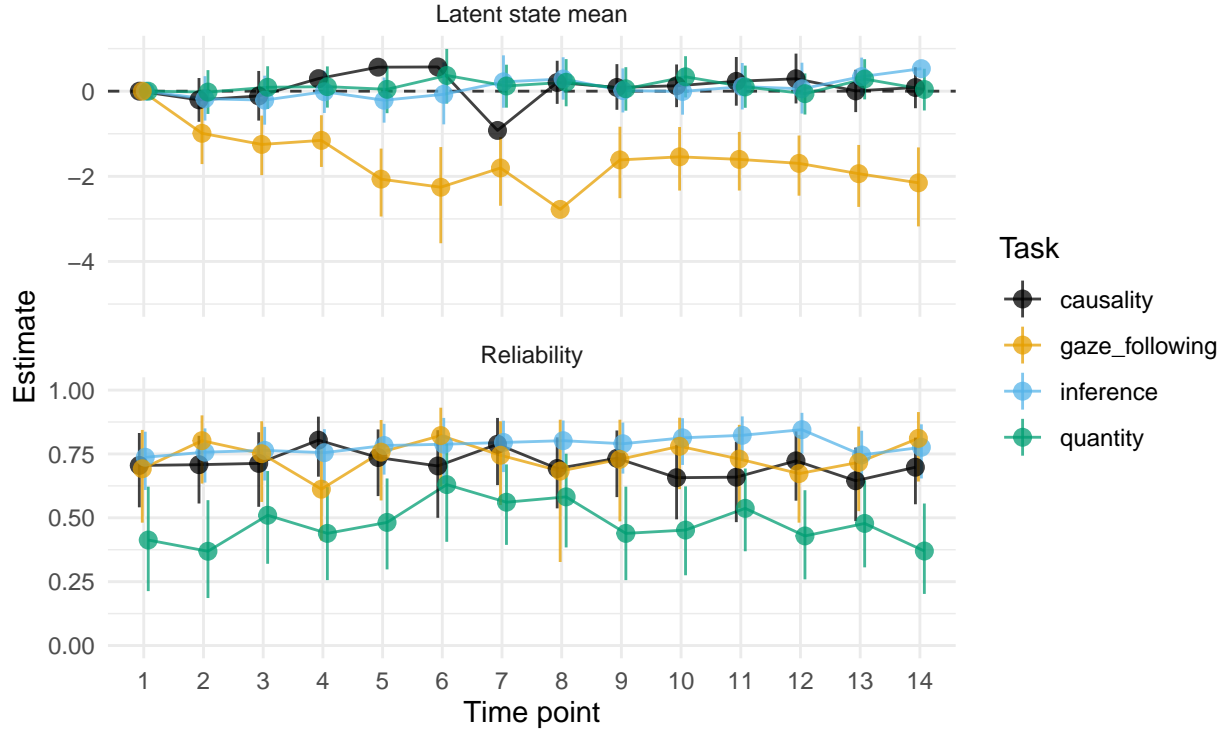 Latent state mean
0
−2
−4
Reliability
1.00
0.75
0.50
0.25
0.00
1 2 3 4 5 6 7 8 9 10 11 12 13 14
Time point
Estimate
Task
causality
gaze_following
inference
quantity